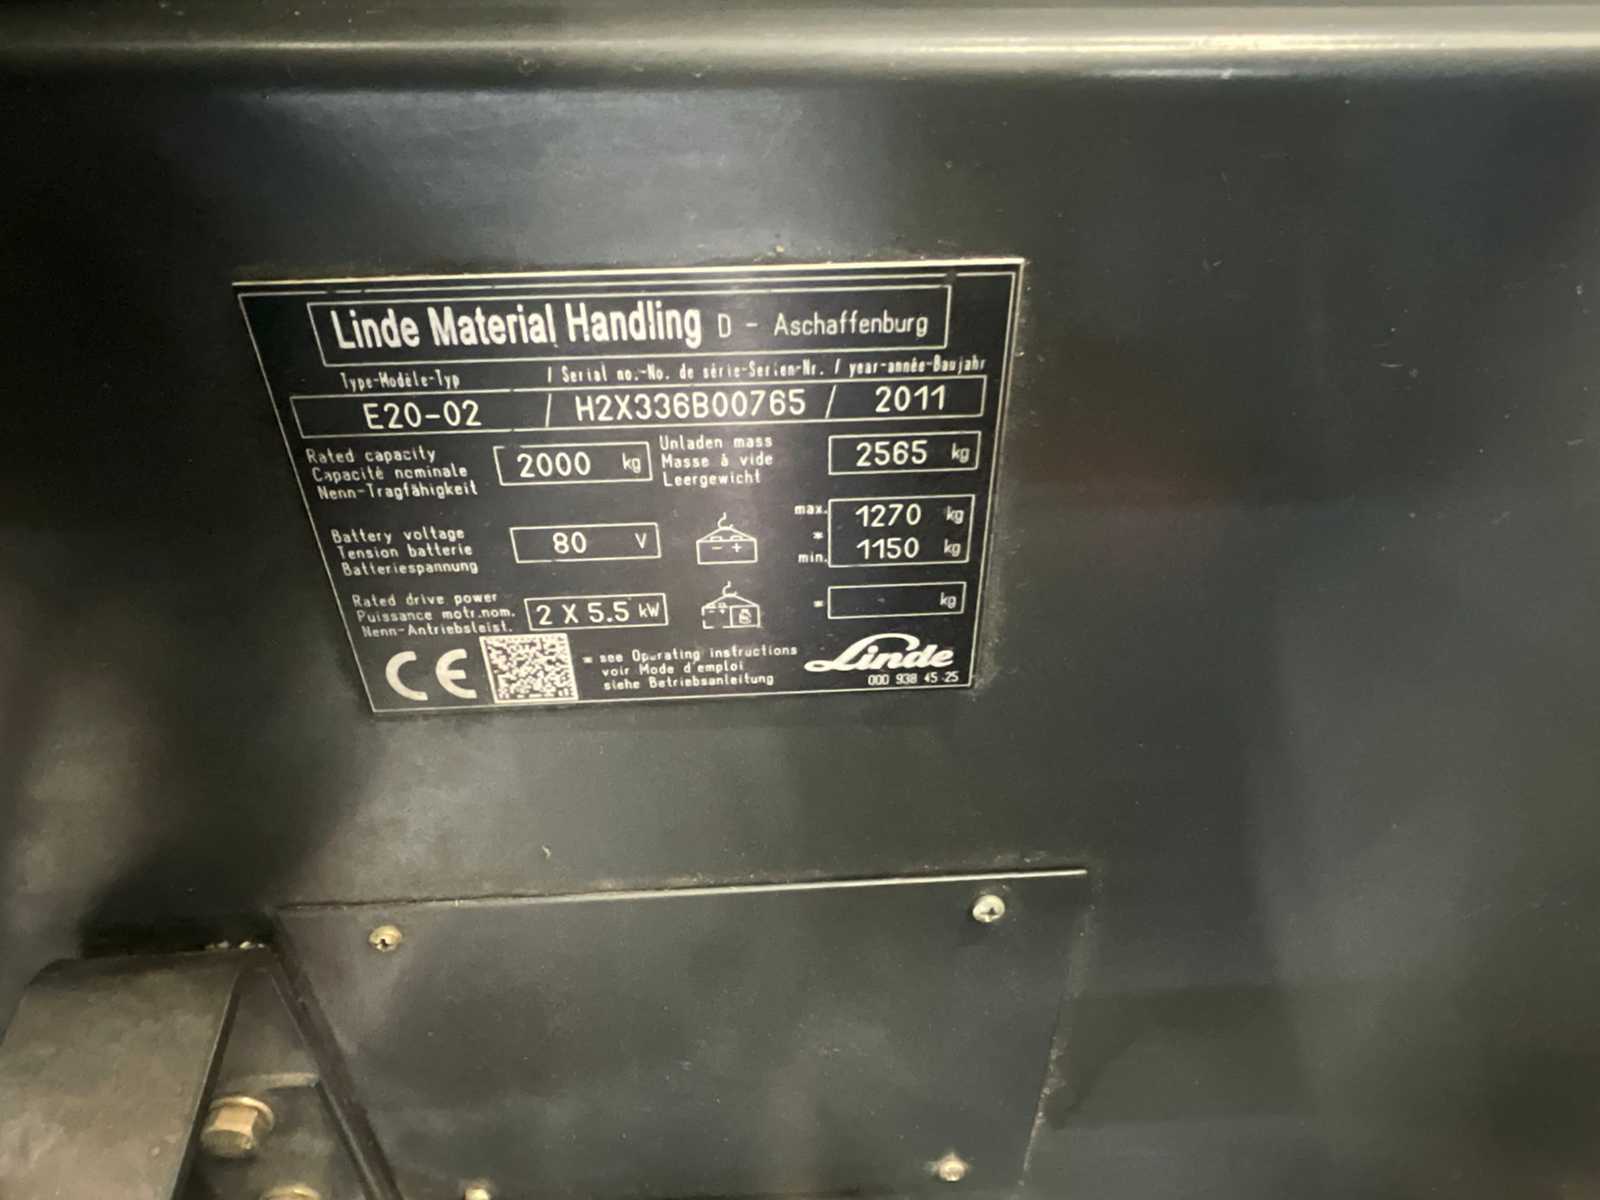 Linde Material Handling D - Aschaffenburg
Type-Modèle-Typ / Serial no.-No. de série-Serien-Nr. / year-année-Baujahr
E20-02 / H2X336B00765 / 2011
Rated capacity
Capacité nominale
Nenn-Tragfähigkeit
2000 kg
Unladen mass
Masse à vide
Leergewicht
2565 kg
Battery voltage
Tension batterie
Batteriespannung
80 V
- +
max. 1270 kg
*
min. 1150 kg
Rated drive power
Puissance motr.nom.
Nenn-Antriebsleist.
2 X 5.5 kW
* - kg
CE
* see Operating instructions
voir Mode d'emploi
siehe Betriebsanleitung
Linde
000 938 45 25